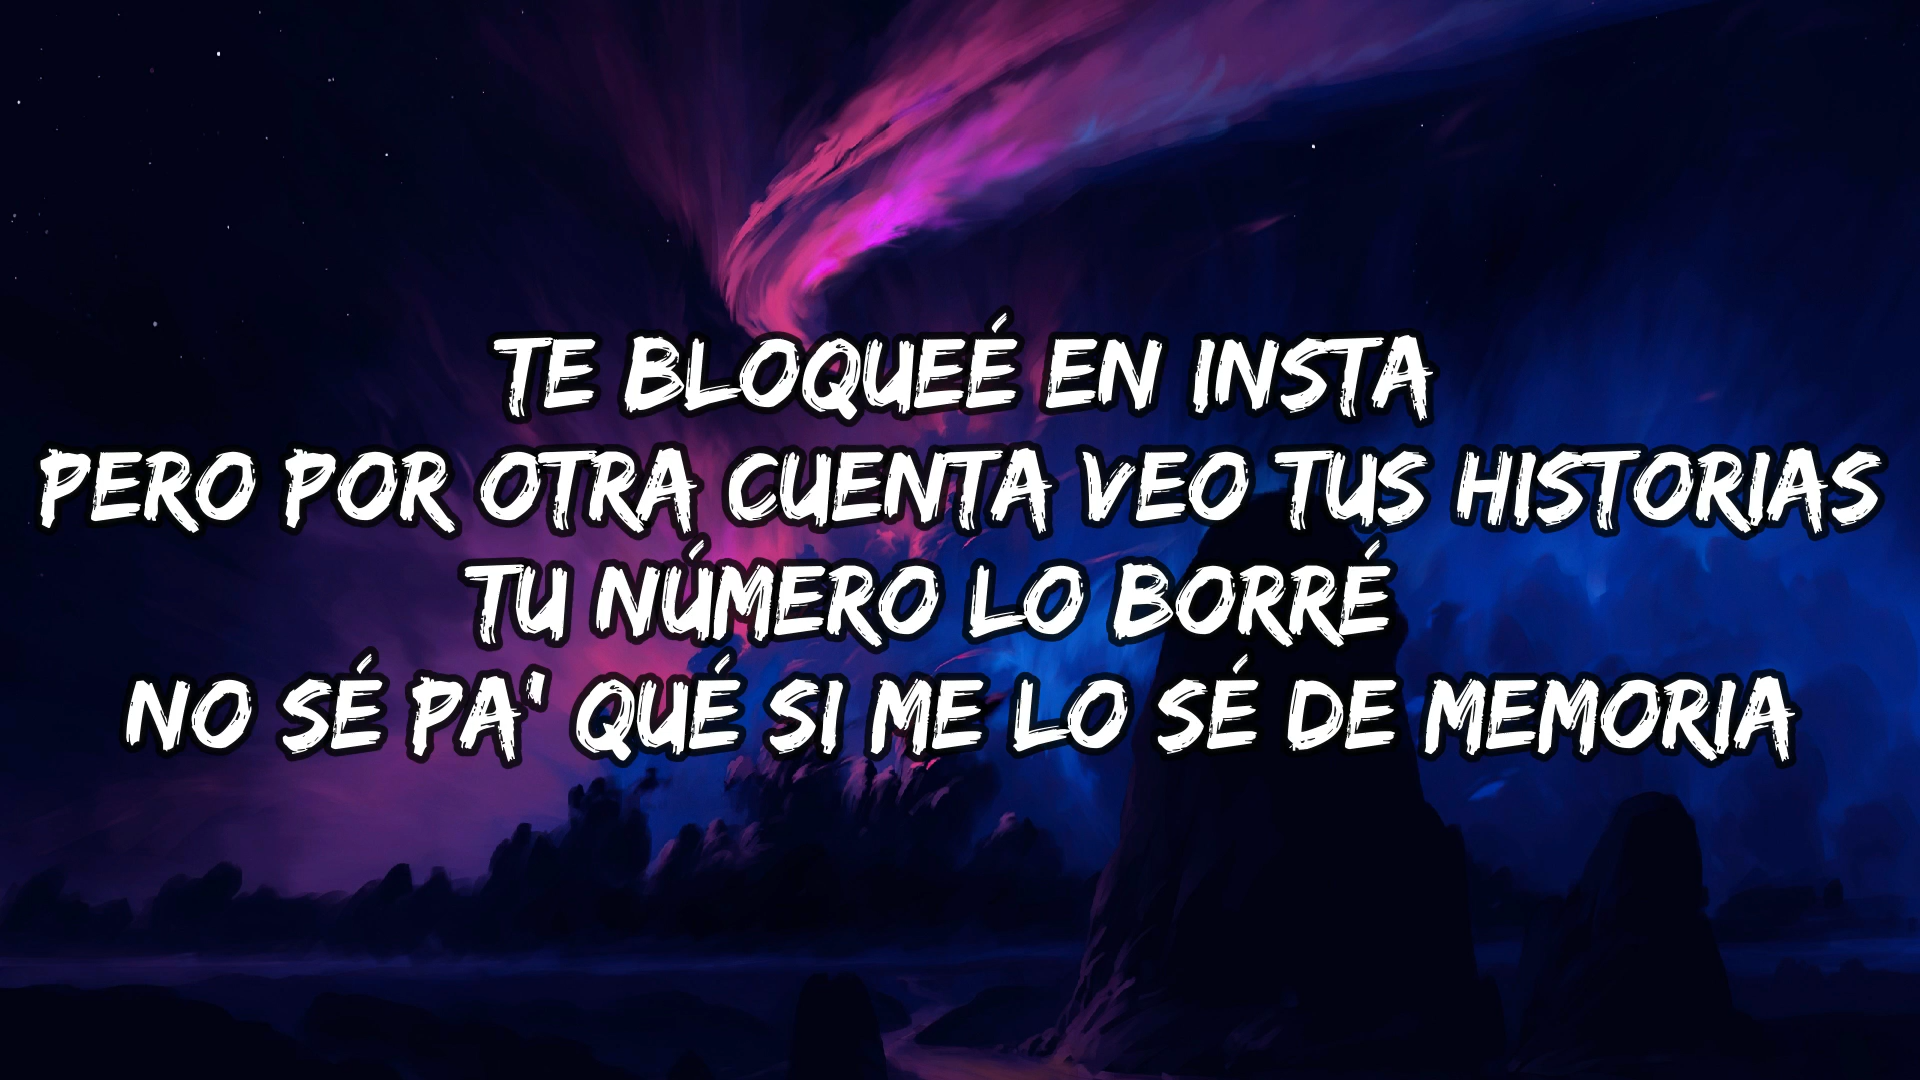 TE BLOQUEÉ EN INSTA
PERO POR OTRA CUENTA VEO TUS HISTORIAS
TU NÚMERO LO BORRÉ
NO SÉ PA' QUÉ SI ME LO SÉ DE MEMORIA